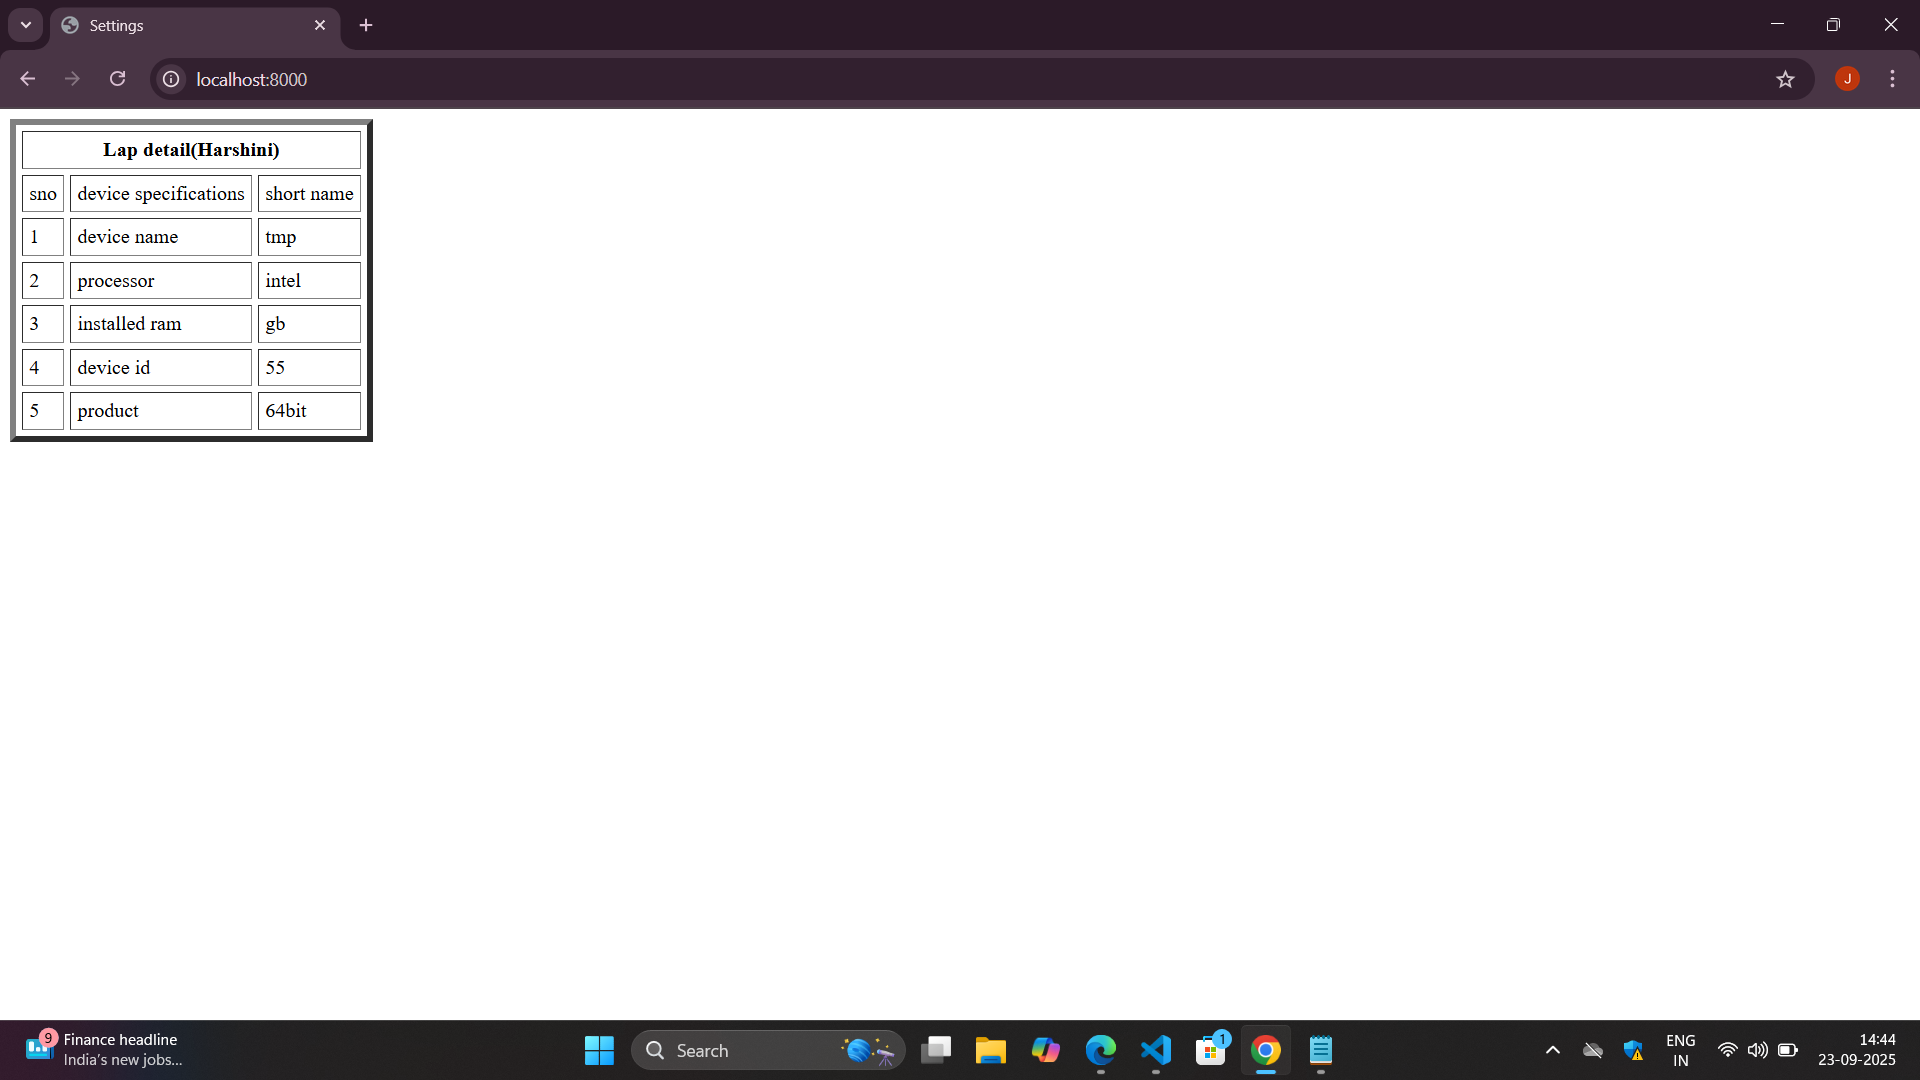 Settings
localhost:8000
J
Lap detail(Harshini)
sno device specifications short name
1 device name tmp
2 processor intel
3 installed ram gb
4 device id 55
5 product 64bit
9
Finance headline
India's new jobs...
Search
1
ENG
IN
14:44
23-09-2025